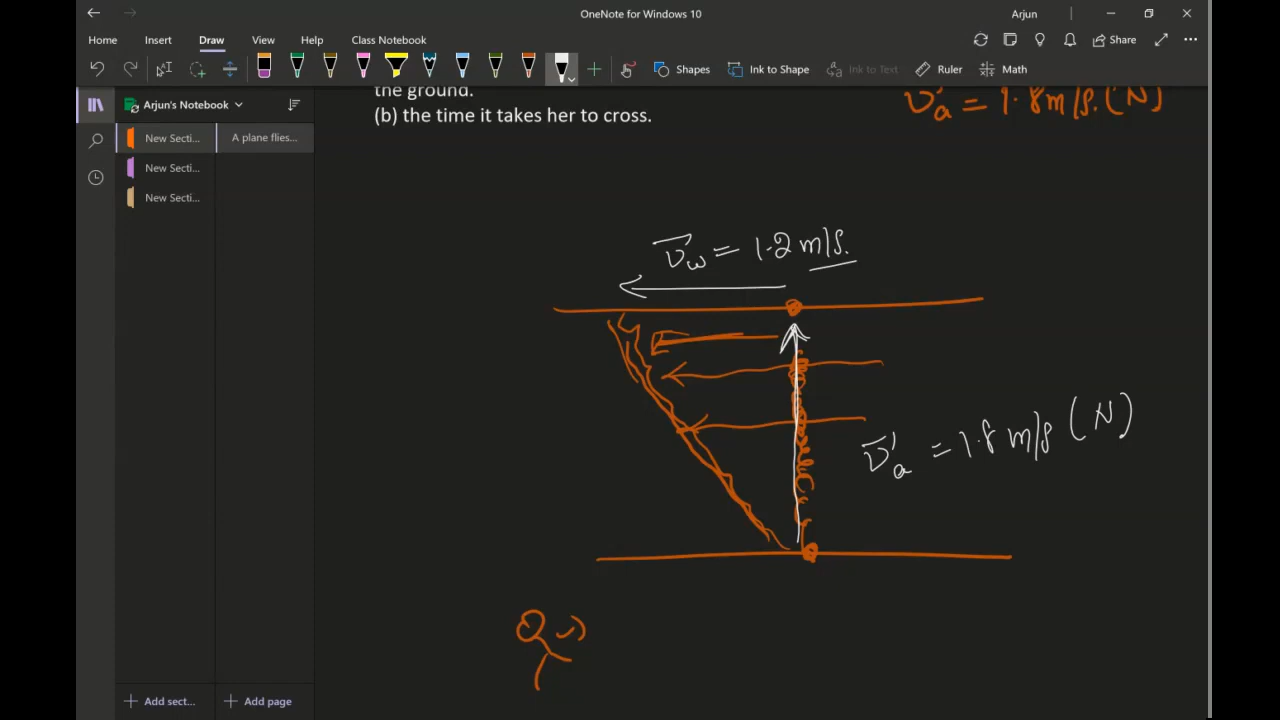 OneNote for Windows 10
Arjun
Home Insert Draw View Help Class Notebook
Share
Shapes Ink to Shape Ink to Text Ruler Math
Arjun's Notebook
New Secti...
New Secti...
New Secti...
A plane flies...
the ground.
(b) the time it takes her to cross.
v'a = 1.8m/s.(N)
vw = 1.2 m/s.
v'a = 1.8 m/s (N)
Add sect...
Add page